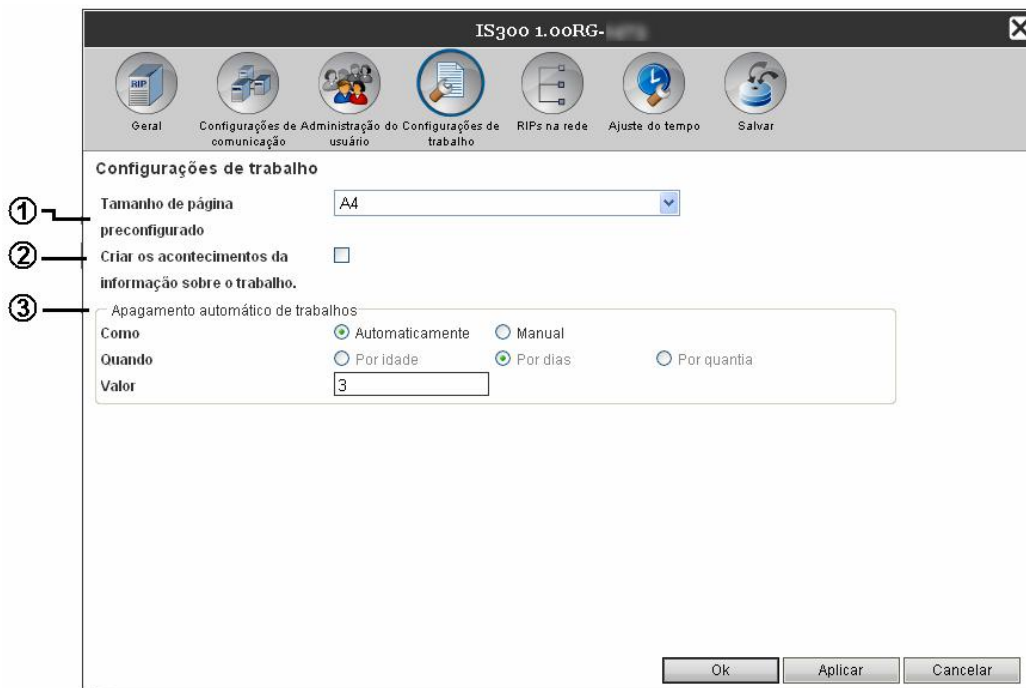 IS300 1.00RG-
RIP
Geral
Configurações de comunicação
Administração do usuário
Configurações de trabalho
RIPs na rede
Ajuste do tempo
Salvar
Configurações de trabalho
① Tamanho de página preconfigurado
A4
② Criar os acontecimentos da informação sobre o trabalho.
③ Apagamento automático de trabalhos
Como Automaticamente Manual
Quando Por idade Por dias Por quantia
Valor 3
Ok Aplicar Cancelar